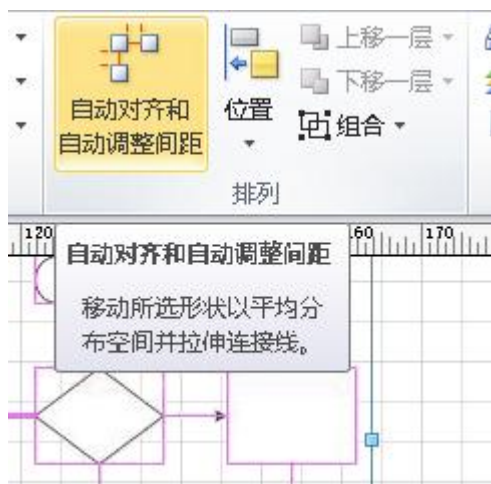 自动对齐和
自动调整间距
位置
上移一层
下移一层
组合
排列
120
160
170
自动对齐和自动调整间距
移动所选形状以平均分
布空间并拉伸连接线。